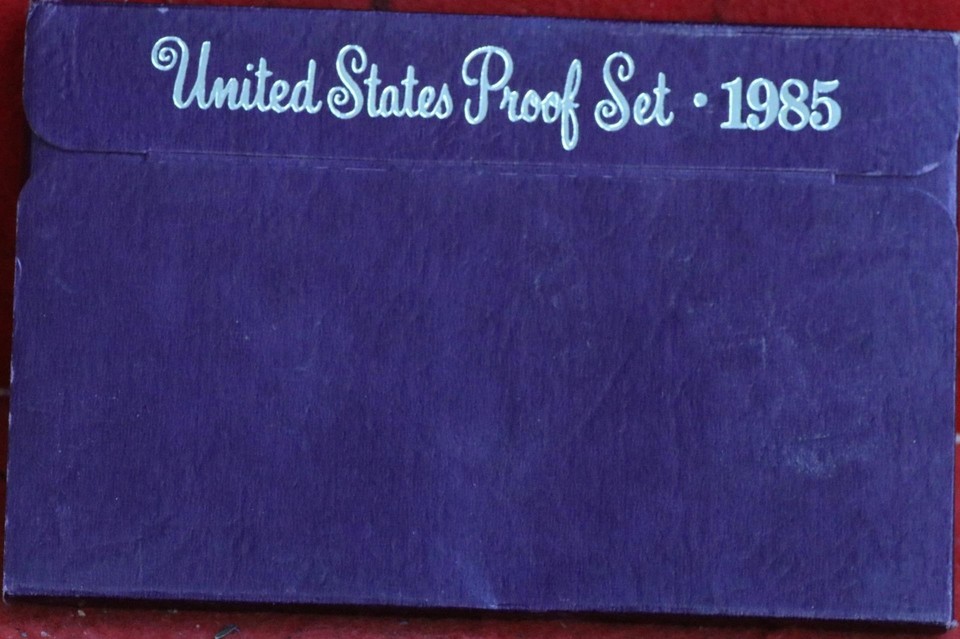 United States Proof Set • 1985